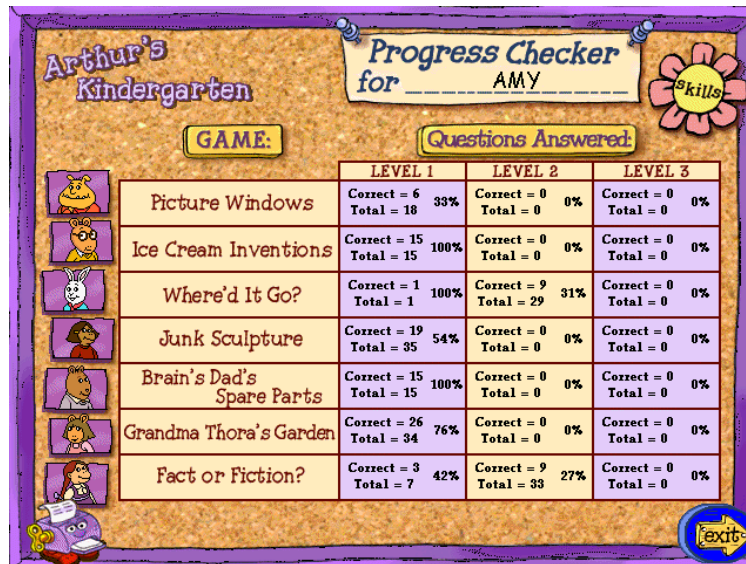 Arthur's
Kindergarten
Progress Checker
for AMY
skills
GAME:
Questions Answered:
LEVEL 1 LEVEL 2 LEVEL 3
Picture Windows
Correct = 6
Total = 18
33%
Correct = 0
Total = 0
0%
Correct = 0
Total = 0
0%
Ice Cream Inventions
Correct = 15
Total = 15
100%
Correct = 0
Total = 0
0%
Correct = 0
Total = 0
0%
Where'd It Go?
Correct = 1
Total = 1
100%
Correct = 9
Total = 29
31%
Correct = 0
Total = 0
0%
Junk Sculpture
Correct = 19
Total = 35
54%
Correct = 0
Total = 0
0%
Correct = 0
Total = 0
0%
Brain's Dad's
Spare Parts
Correct = 15
Total = 15
100%
Correct = 0
Total = 0
0%
Correct = 0
Total = 0
0%
Grandma Thora's Garden
Correct = 26
Total = 34
76%
Correct = 0
Total = 0
0%
Correct = 0
Total = 0
0%
Fact or Fiction?
Correct = 3
Total = 7
42%
Correct = 9
Total = 33
27%
Correct = 0
Total = 0
0%
exit